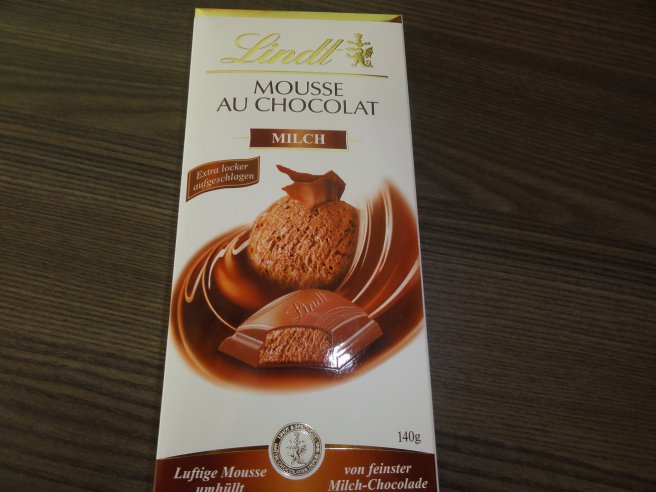 Lindt
MOUSSE
AU CHOCOLAT
MILCH
Extra locker
aufgeschlagen
Lindt
140g
Luftige Mousse
umhüllt
von feinster
Milch-Chocolade